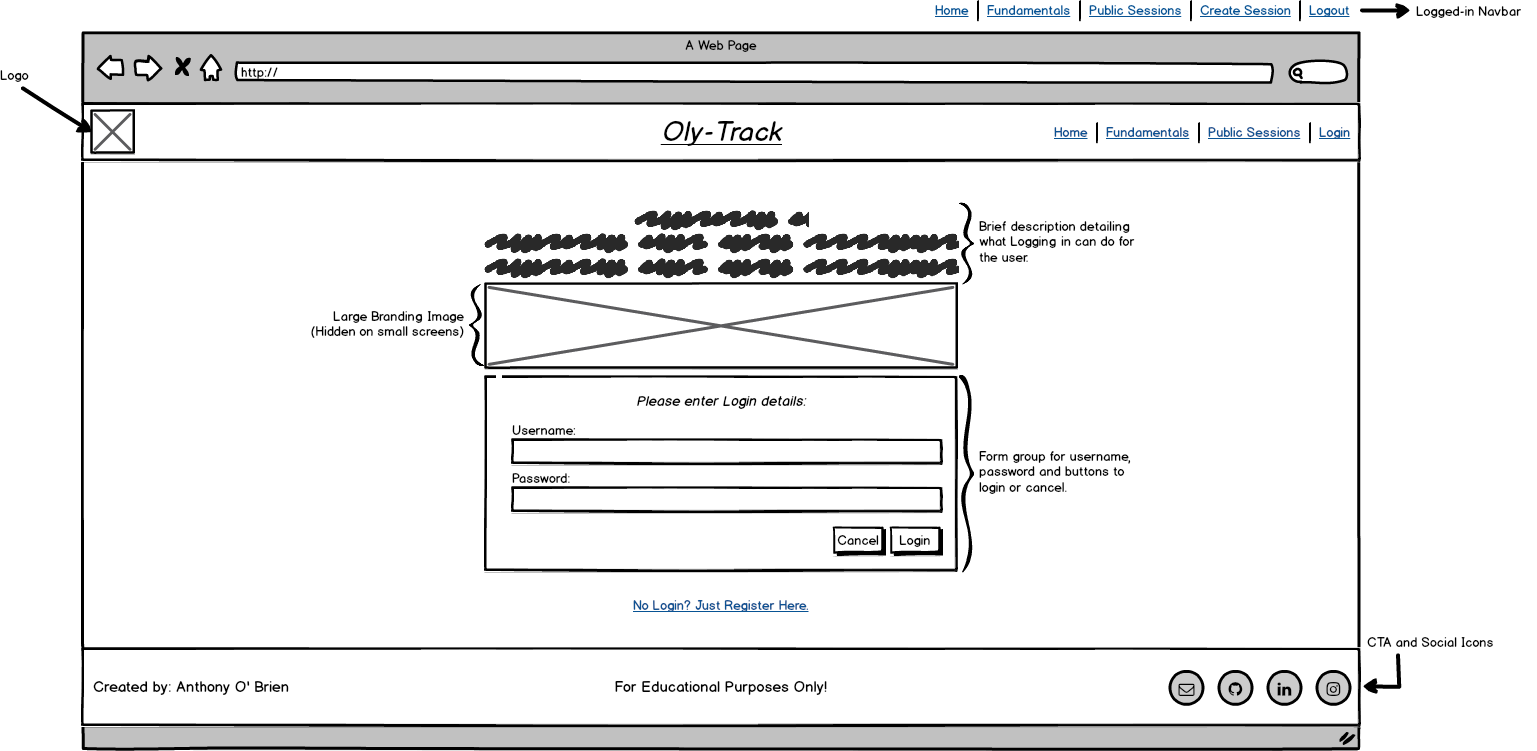 Home Fundamentals Public Sessions Create Session Logout Logged-in Navbar
A Web Page
http://
Logo
Oly-Track
Home Fundamentals Public Sessions Login
Brief description detailing
what Logging in can do for
the user.
Large Branding Image
(Hidden on small screens)
Please enter Login details:
Username:
Password:
Form group for username,
password and buttons to
login or cancel.
Cancel Login
No Login? Just Register Here.
CTA and Social Icons
Created by: Anthony O' Brien
For Educational Purposes Only!
in